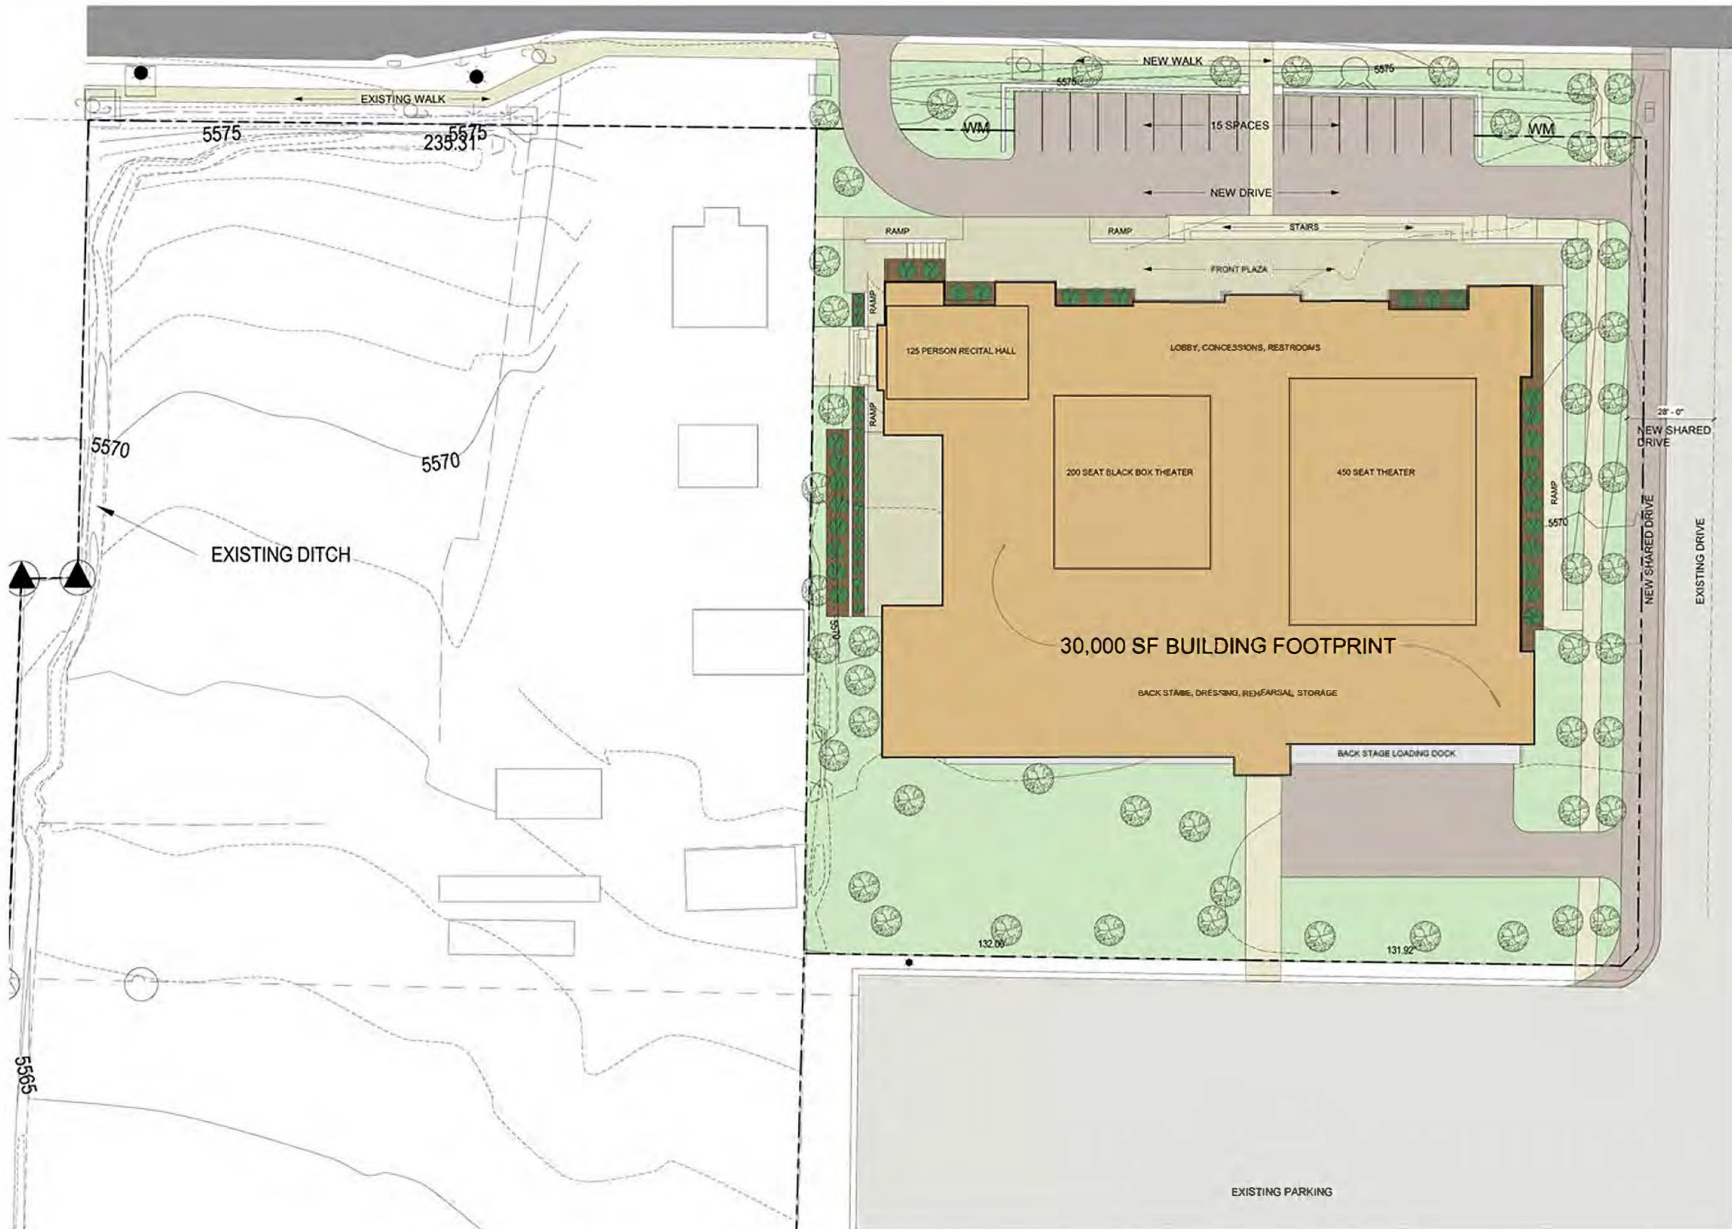 NEW WALK
5575
5575
EXISTING WALK
5575
5575
235.31'
WM
15 SPACES
WM
NEW DRIVE
RAMP
RAMP
STAIRS
FRONT PLAZA
RAMP
125 PERSON RECITAL HALL
LOBBY, CONCESSIONS, RESTROOMS
RAMP
28' - 0"
NEW SHARED
DRIVE
5570
5570
200 SEAT BLACK BOX THEATER
450 SEAT THEATER
RAMP
5570
NEW SHARED DRIVE
EXISTING DRIVE
EXISTING DITCH
5570
30,000 SF BUILDING FOOTPRINT
BACK STAGE, DRESSING, REHEARSAL, STORAGE
BACK STAGE LOADING DOCK
132.00'
131.92'
5565
EXISTING PARKING